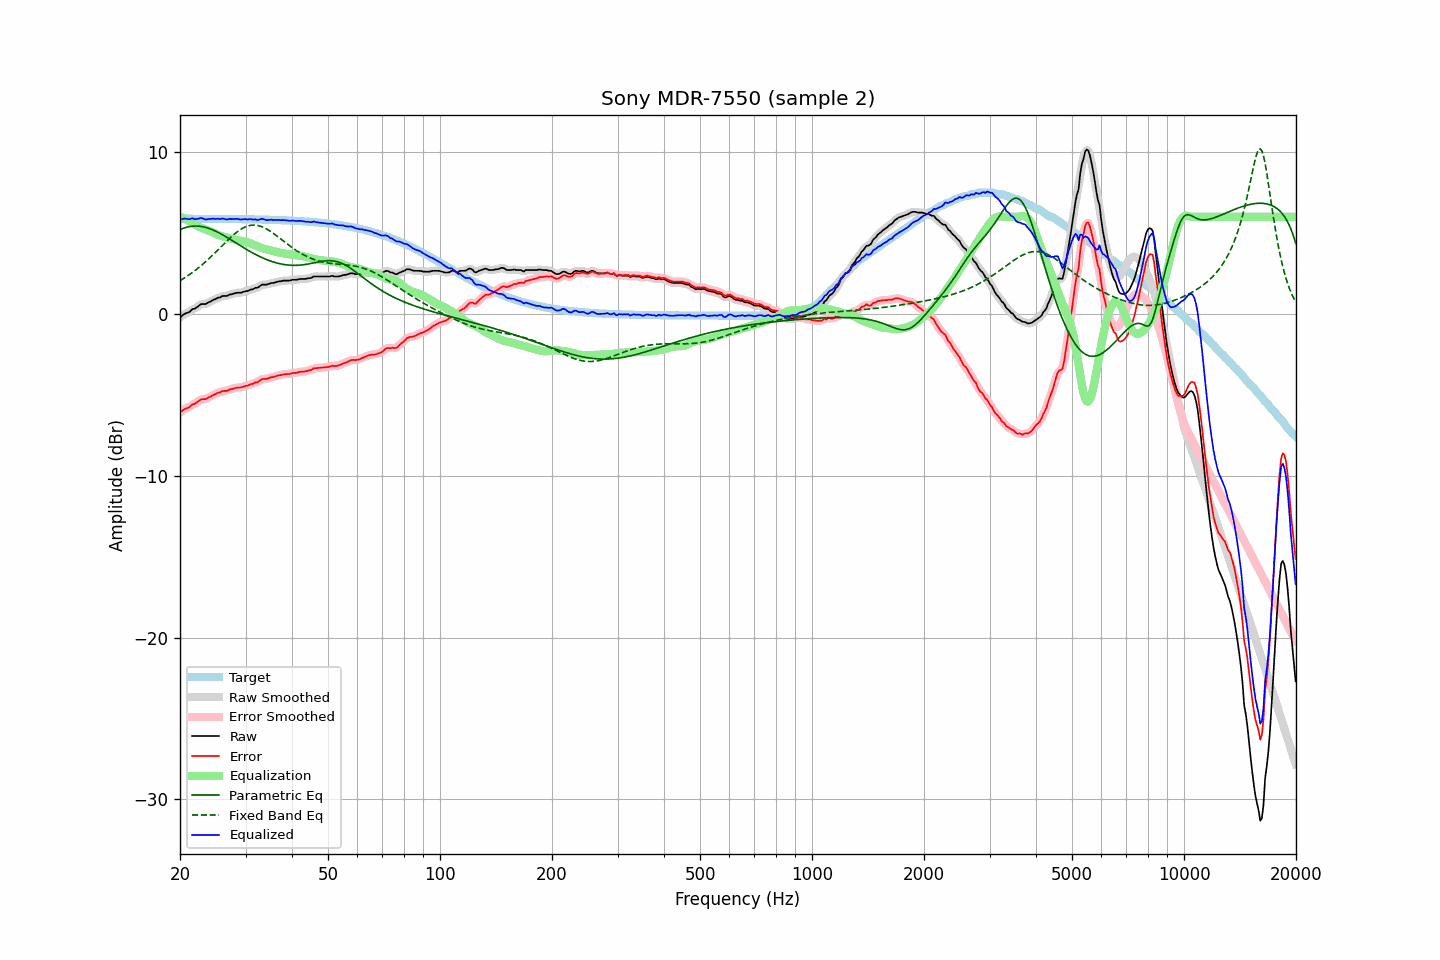 Sony MDR-7550 (sample 2)
10
0
−10
−20
−30
Amplitude (dBr)
Target
Raw Smoothed
Error Smoothed
Raw
Error
Equalization
Parametric Eq
Fixed Band Eq
Equalized
20
50
100
200
500
1000
2000
5000
10000
20000
Frequency (Hz)